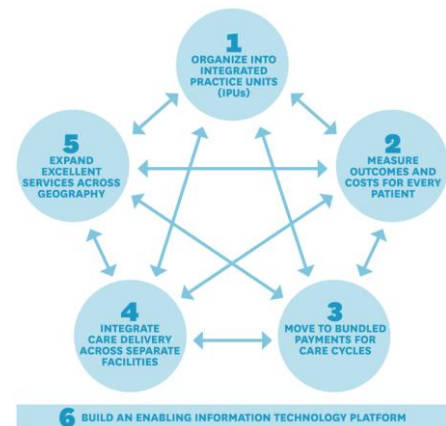 1
ORGANIZE INTO
INTEGRATED
PRACTICE UNITS
(IPUs)
2
MEASURE
OUTCOMES AND
COSTS FOR EVERY
PATIENT
3
MOVE TO BUNDLED
PAYMENTS FOR
CARE CYCLES
4
INTEGRATE
CARE DELIVERY
ACROSS SEPARATE
FACILITIES
5
EXPAND
EXCELLENT
SERVICES ACROSS
GEOGRAPHY
6 BUILD AN ENABLING INFORMATION TECHNOLOGY PLATFORM